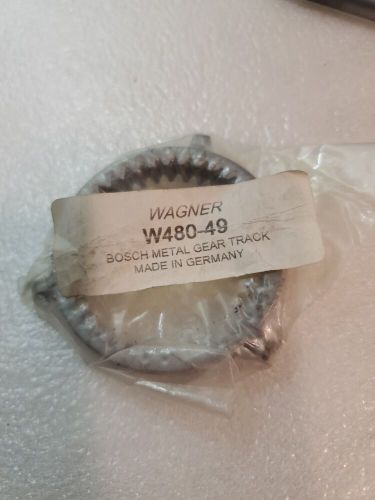 WAGNER
W480-49
BOSCH METAL GEAR TRACK
MADE IN GERMANY